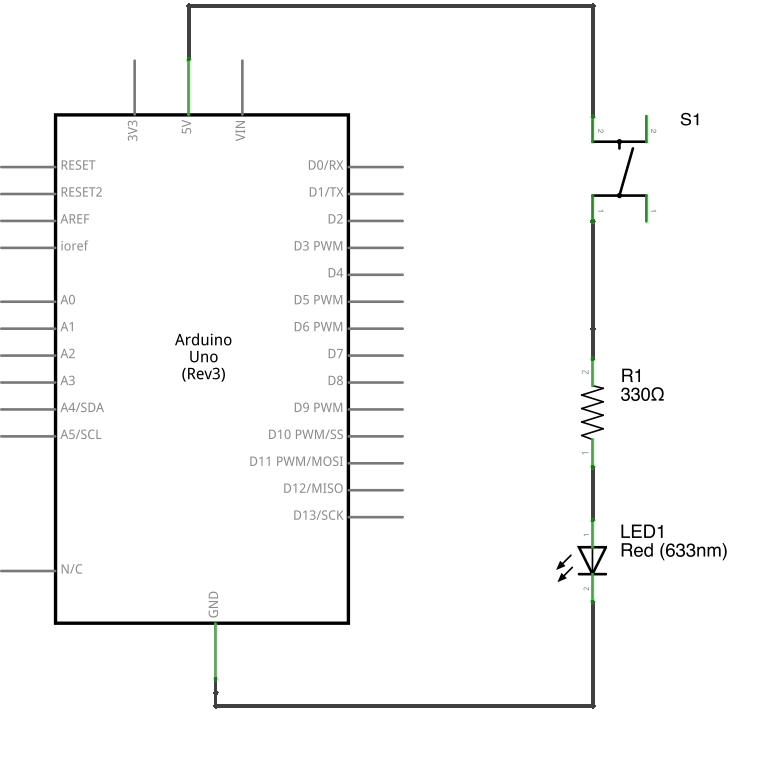 3V3
5V
VIN
S1
2
2
1
1
RESET
RESET2
AREF
ioref
A0
A1
A2
A3
A4/SDA
A5/SCL
N/C
D0/RX
D1/TX
D2
D3 PWM
D4
D5 PWM
D6 PWM
D7
D8
D9 PWM
D10 PWM/SS
D11 PWM/MOSI
D12/MISO
D13/SCK
Arduino
Uno
(Rev3)
GND
2
R1
330Ω
1
1
LED1
Red (633nm)
2